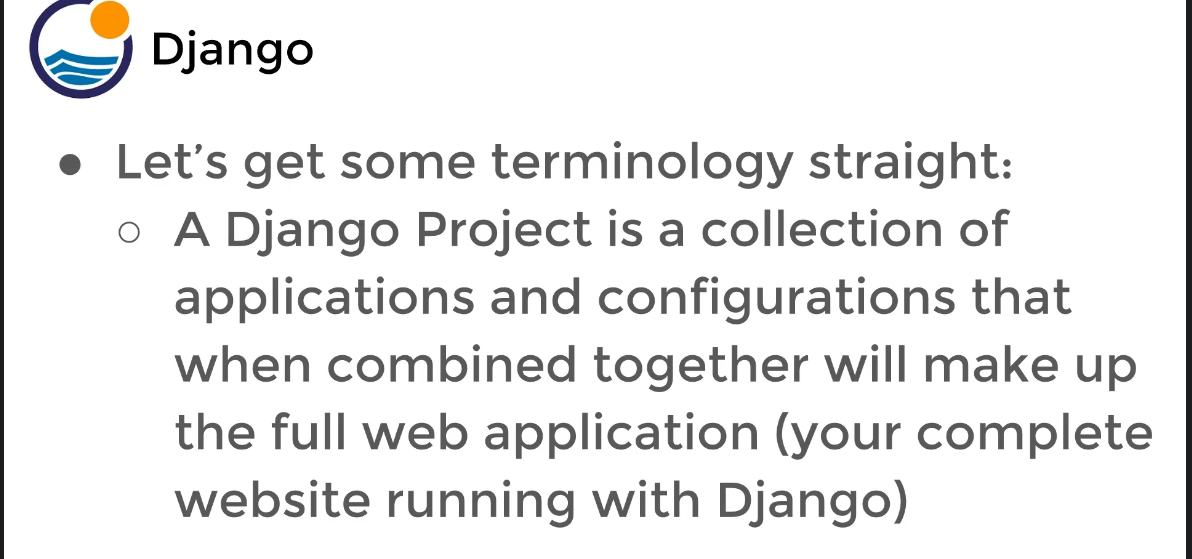 Django
● Let’s get some terminology straight:
○ A Django Project is a collection of
applications and configurations that
when combined together will make up
the full web application (your complete
website running with Django)